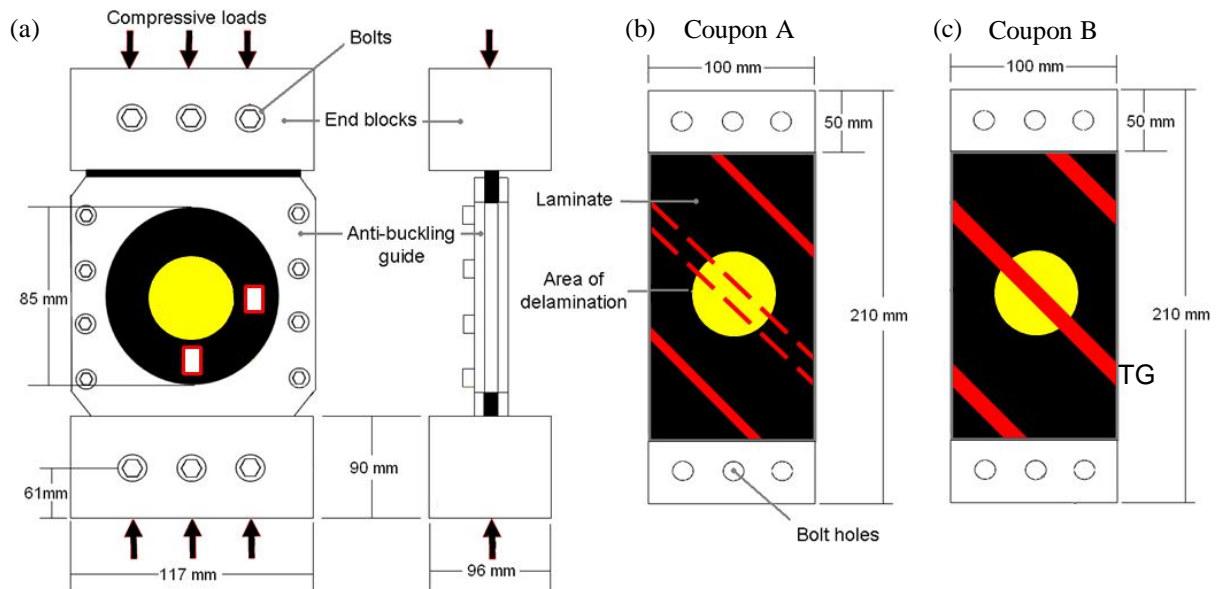 (a)
Compressive loads
Bolts
End blocks
Anti-buckling
guide
85 mm
90 mm
61mm
117 mm
96 mm
(b) Coupon A
100 mm
50 mm
Laminate
Area of
delamination
210 mm
Bolt holes
(c) Coupon B
100 mm
50 mm
210 mm
TG